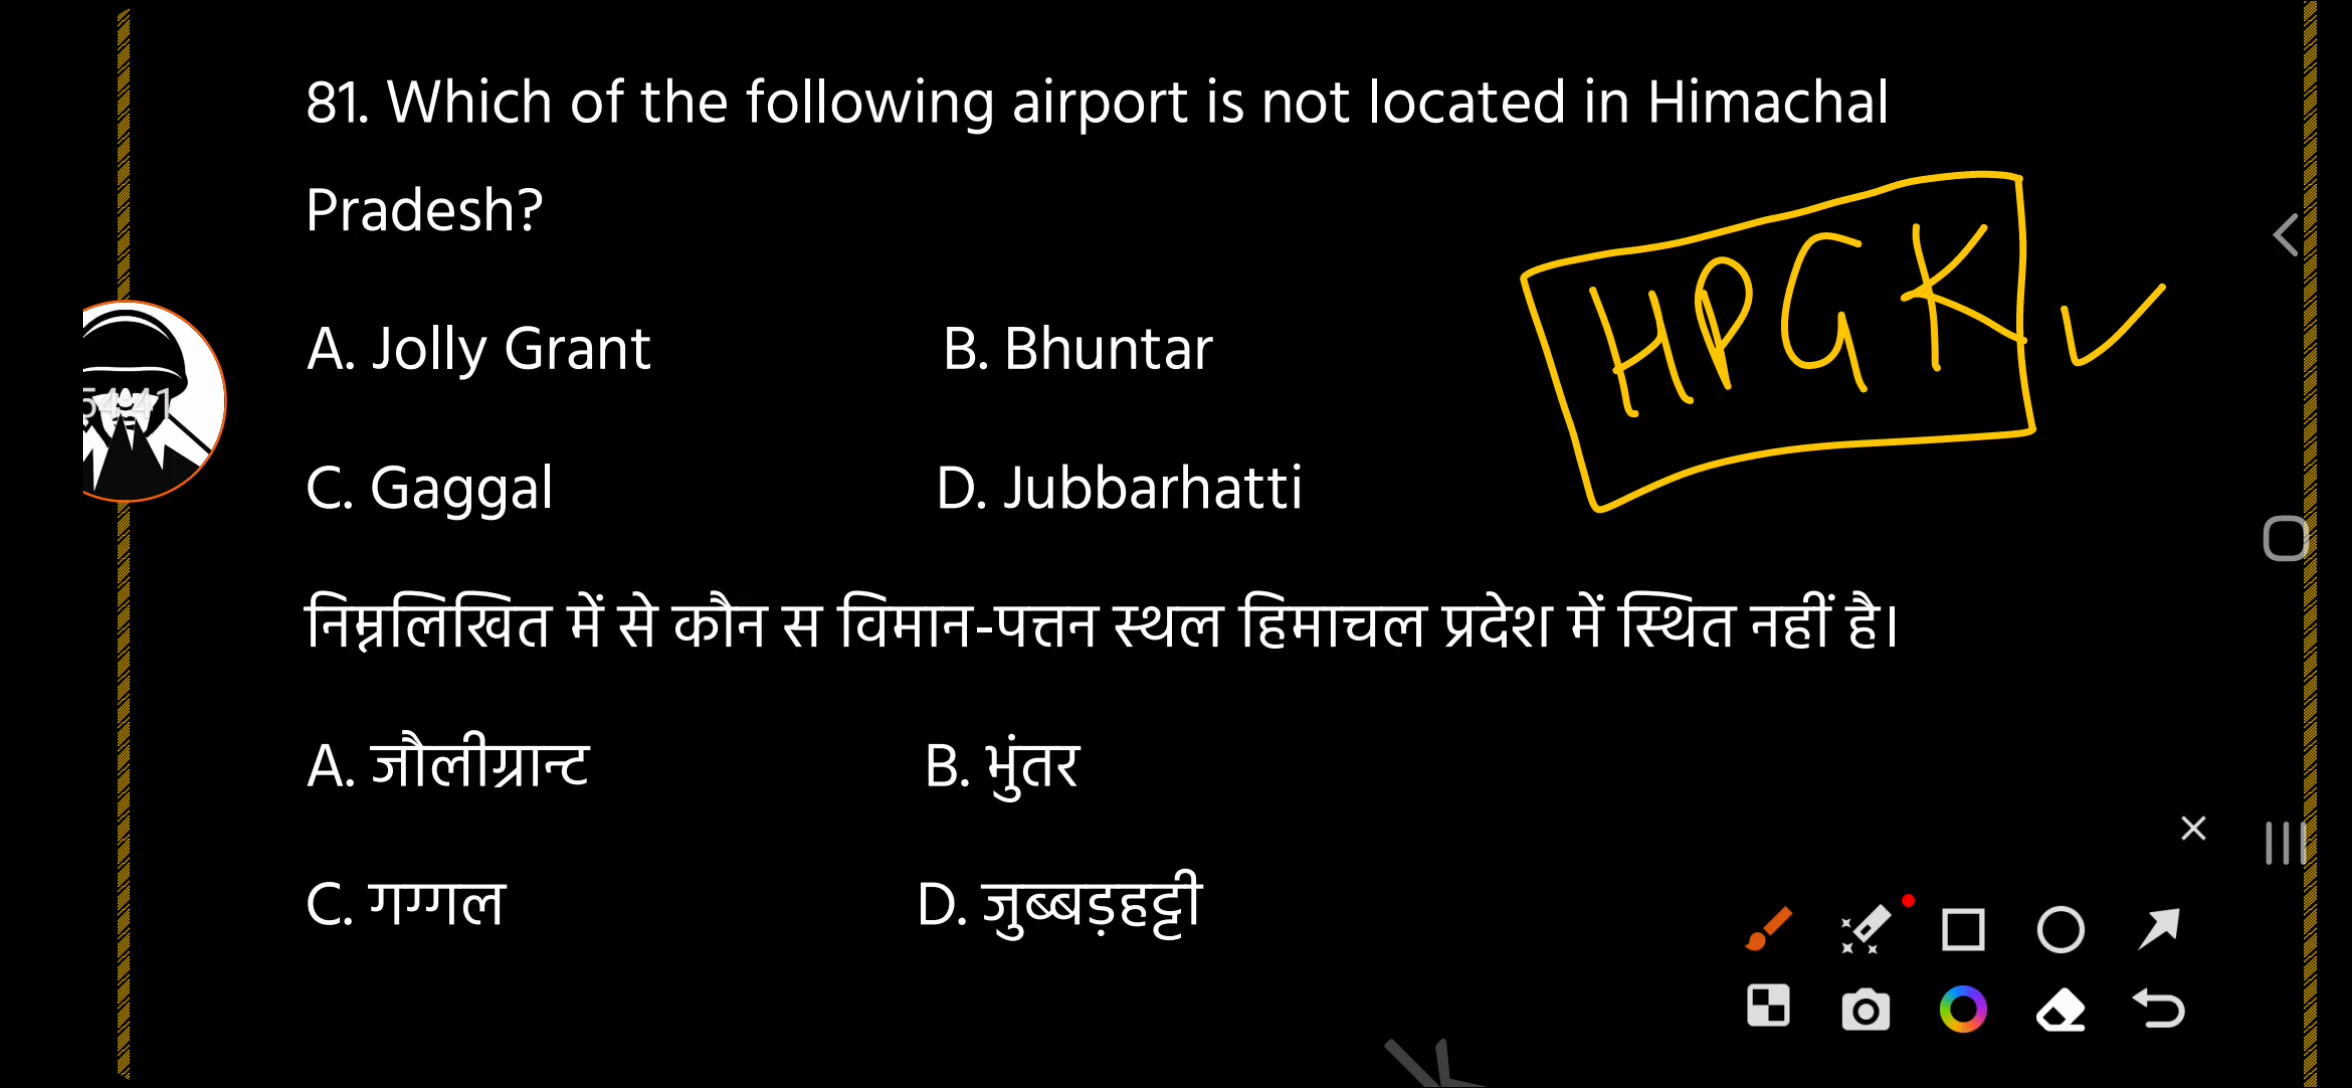 81. Which of the following airport is not located in Himachal
Pradesh?
HPGK
A. Jolly Grant B. Bhuntar
C. Gaggal D. Jubbarhatti
निम्नलिखित में से कौन स विमान-पत्तन स्थल हिमाचल प्रदेश में स्थित नहीं है।
A. जौलीग्रान्ट B. भुंतर
C. गग्गल D. जुब्बड़हट्टी